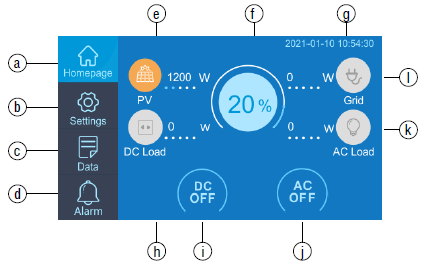 e
f
g
2021-01-10 10:54:30
a
Homepage
1200 W
0 W
l
PV
20%
Grid
b
Settings
0 W
0 W
k
DC Load
AC Load
c
Data
d
Alarm
DC
OFF
AC
OFF
h
i
j